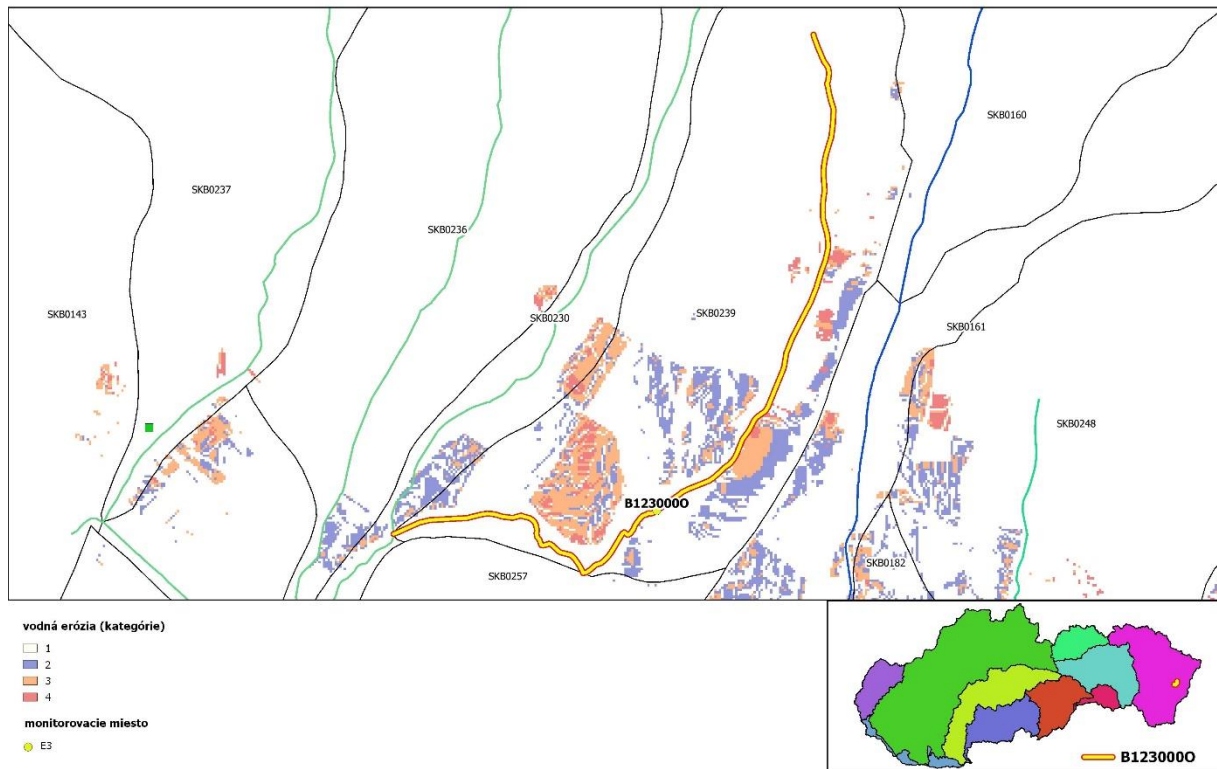 SKB0160
SKB0237
SKB0236
SKB0143
SKB0230
SKB0239
SKB0161
SKB0248
B123000O
SKB0257
SKB0182
vodná erózia (kategórie)
1
2
3
4
monitorovacie miesto
E3
B123000O